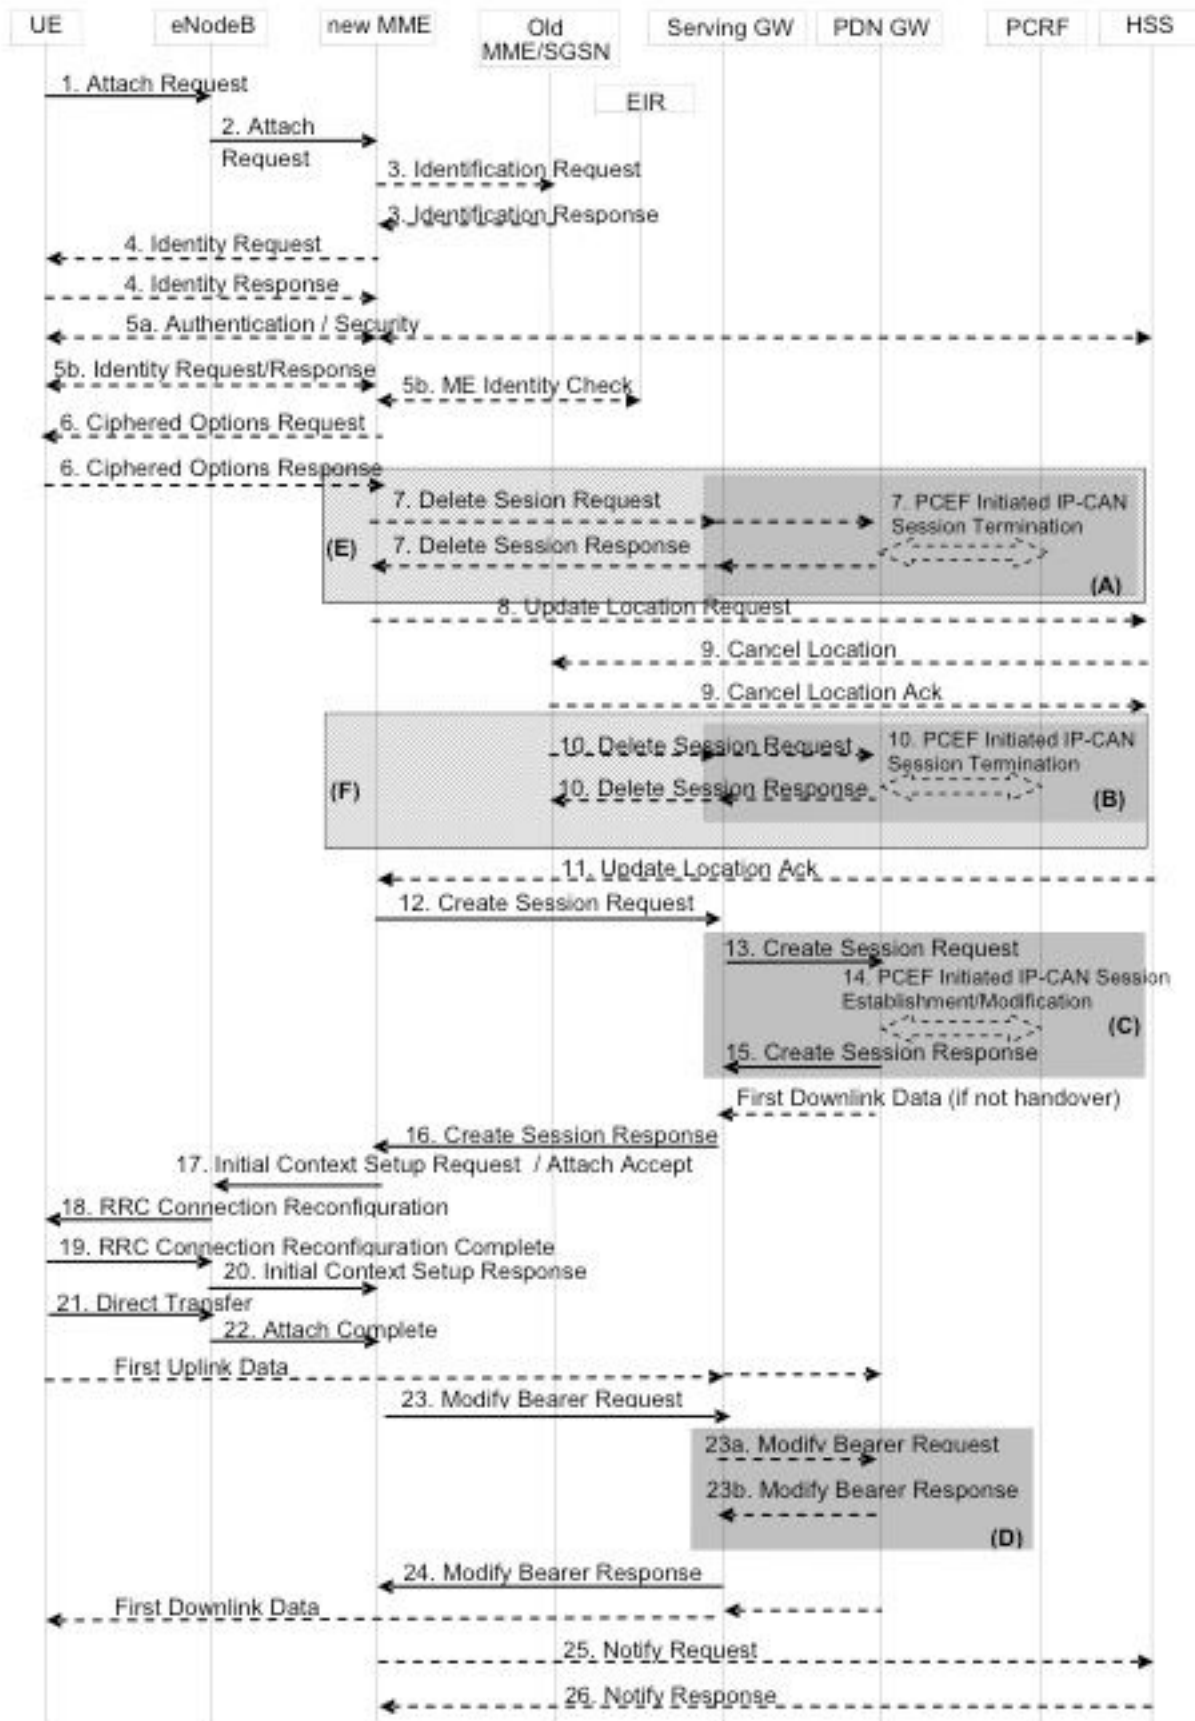 UE
eNodeB
new MME
Old
MME/SGSN
Serving GW
PDN GW
PCRF
HSS
EIR
1. Attach Request
2. Attach
Request
3. Identification Request
3. Identification Response
4. Identity Request
4. Identity Response
5a. Authentication / Security
5b. Identity Request/Response
5b. ME Identity Check
6. Ciphered Options Request
6. Ciphered Options Response
7. Delete Sesion Request
7. PCEF Initiated IP-CAN
Session Termination
(E)
7. Delete Session Response
(A)
8. Update Location Request
9. Cancel Location
9. Cancel Location Ack
10. Delete Session Request
10. PCEF Initiated IP-CAN
Session Termination
(F)
10. Delete Session Response
(B)
11. Update Location Ack
12. Create Session Request
13. Create Session Request
14. PCEF Initiated IP-CAN Session
Establishment/Modification
(C)
15. Create Session Response
First Downlink Data (if not handover)
16. Create Session Response
17. Initial Context Setup Request / Attach Accept
18. RRC Connection Reconfiguration
19. RRC Connection Reconfiguration Complete
20. Initial Context Setup Response
21. Direct Transfer
22. Attach Complete
First Uplink Data
23. Modify Bearer Request
23a. Modify Bearer Request
23b. Modify Bearer Response
(D)
24. Modify Bearer Response
First Downlink Data
25. Notify Request
26. Notify Response